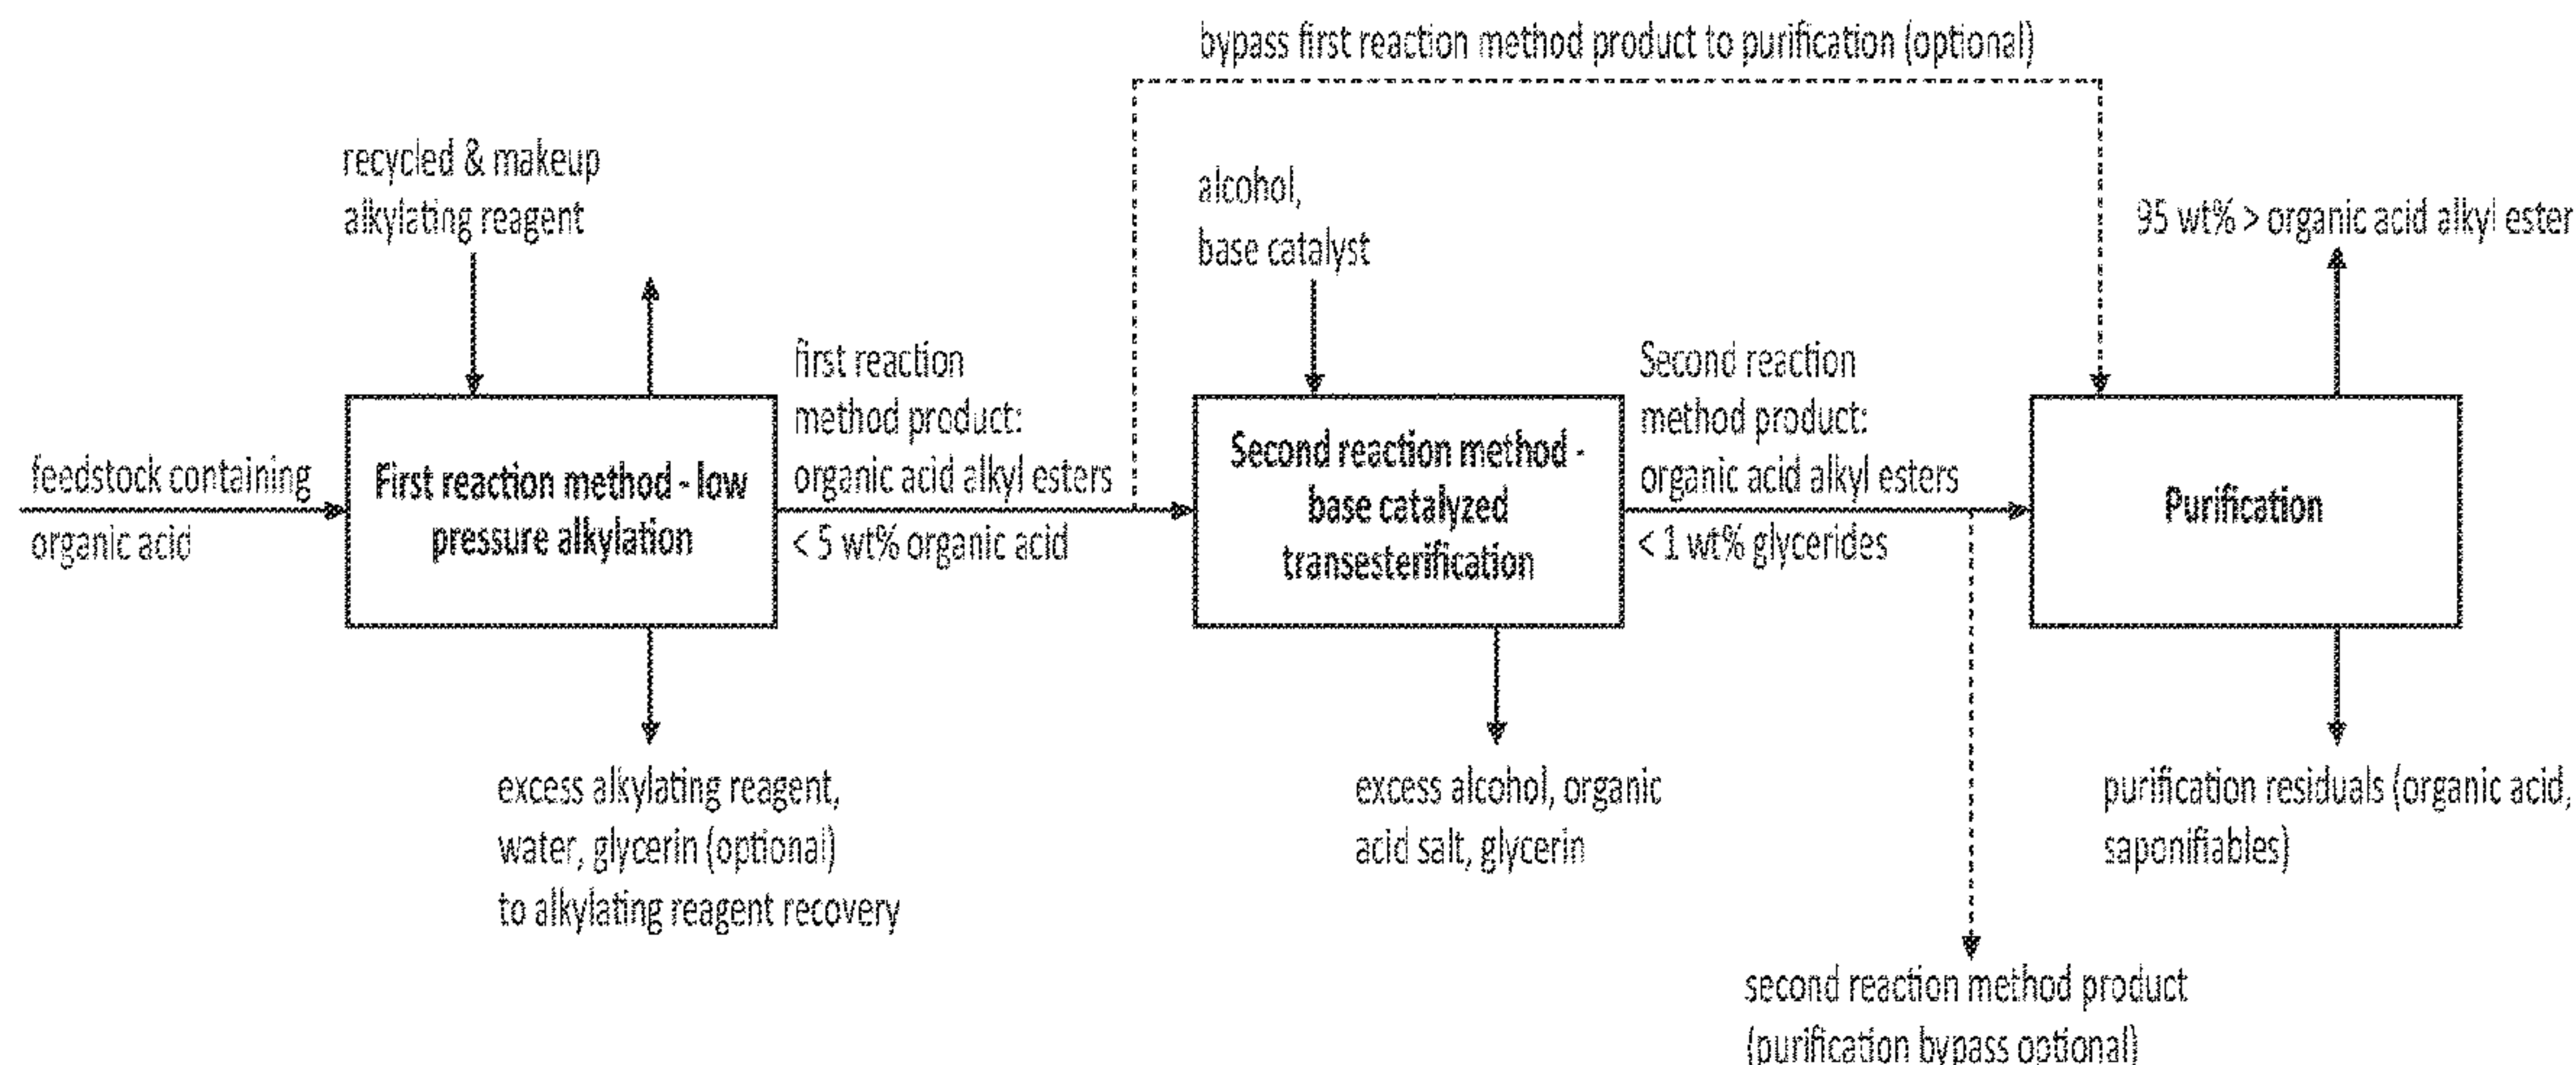 bypass first reaction method product to purification (optional)
recycled & makeup
alkylating reagent
alcohol,
base catalyst
95 wt% > organic acid alkyl ester
feedstock containing
organic acid
First reaction method - low
pressure alkylation
first reaction
method product:
organic acid alkyl esters
< 5 wt% organic acid
Second reaction method -
base catalyzed
transesterification
Second reaction
method product:
organic acid alkyl esters
< 1 wt% glycerides
Purification
excess alkylating reagent,
water, glycerin (optional)
to alkylating reagent recovery
excess alcohol, organic
acid salt, glycerin
purification residuals (organic acid,
saponifiables)
second reaction method product
(purification bypass optional)